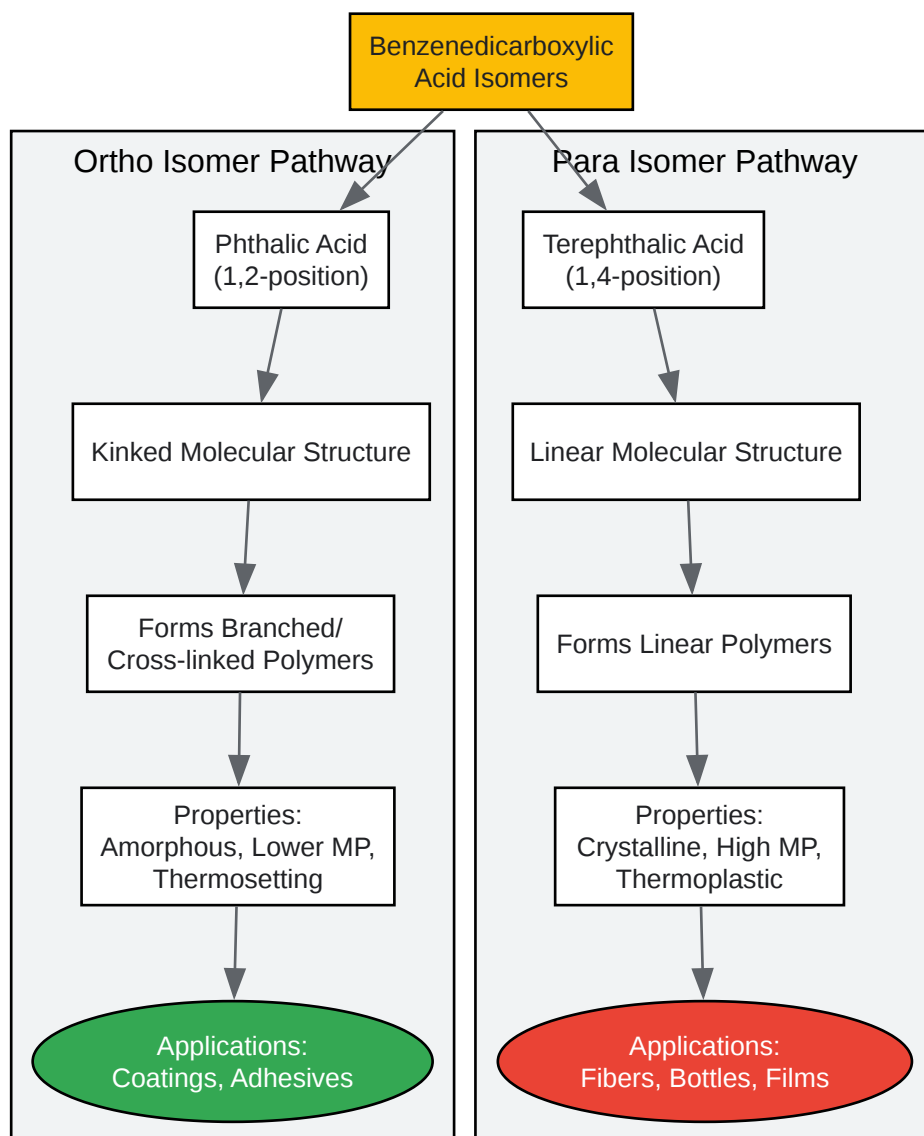 Benzenedicarboxylic
Acid Isomers
Ortho Isomer Pathway
Phthalic Acid
(1,2-position)
Kinked Molecular Structure
Forms Branched/
Cross-linked Polymers
Properties:
Amorphous, Lower MP,
Thermosetting
Applications:
Coatings, Adhesives
Para Isomer Pathway
Terephthalic Acid
(1,4-position)
Linear Molecular Structure
Forms Linear Polymers
Properties:
Crystalline, High MP,
Thermoplastic
Applications:
Fibers, Bottles, Films